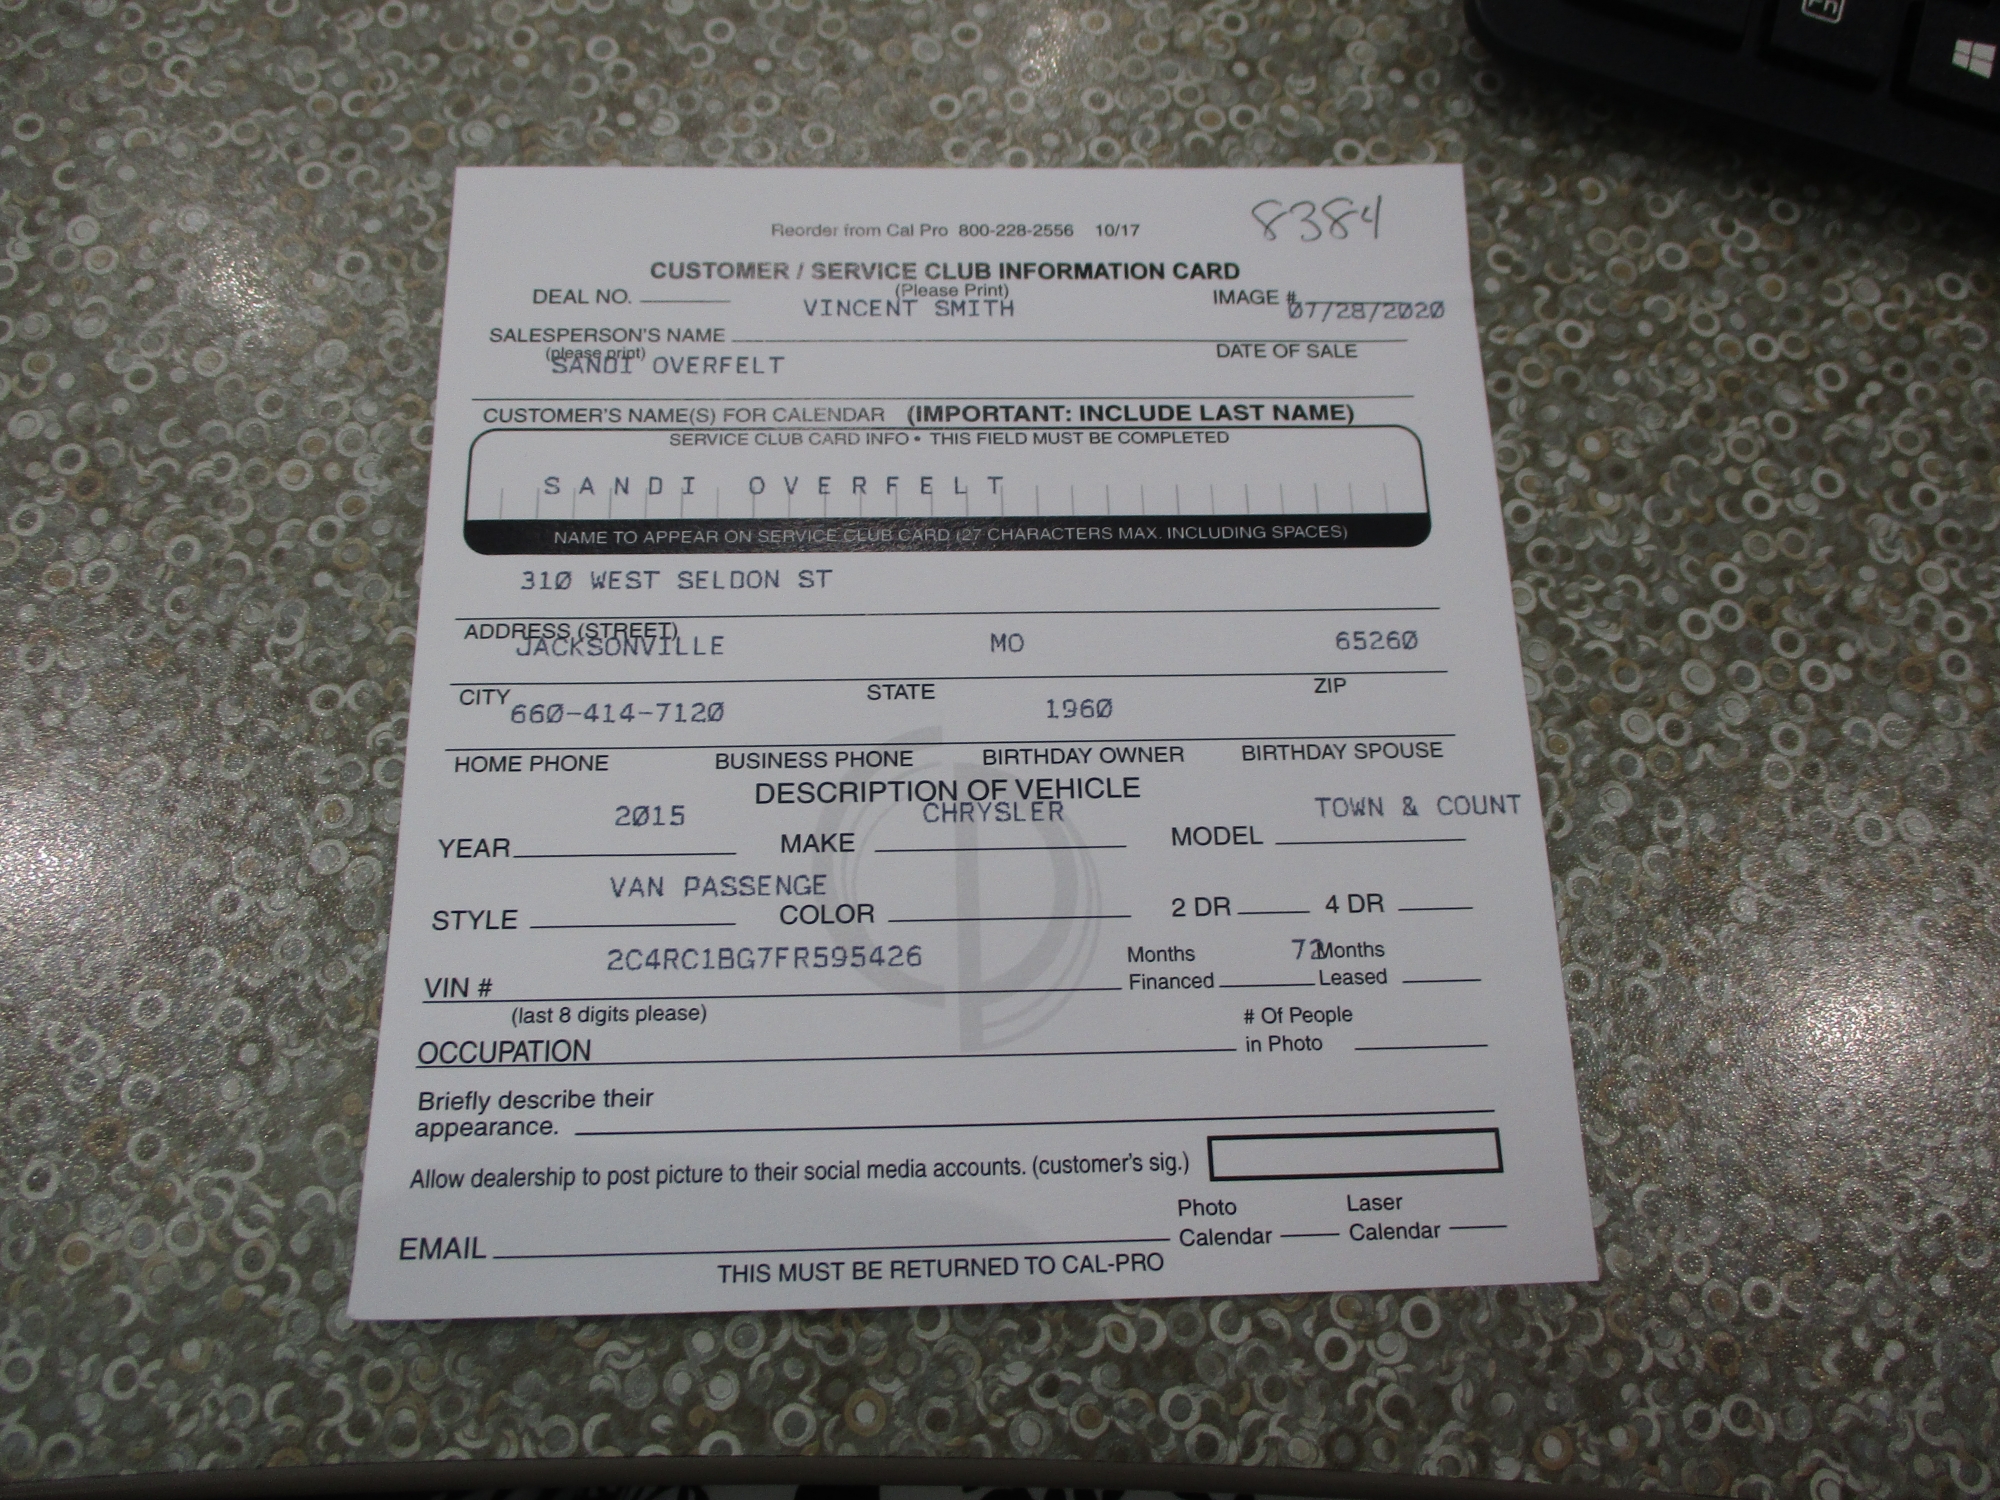 Fn
Reorder from Cal Pro 800-228-2556 10/17 8384
CUSTOMER / SERVICE CLUB INFORMATION CARD
(Please Print)
DEAL NO. VINCENT SMITH IMAGE # 07/28/2020
SALESPERSON'S NAME
(please print) DATE OF SALE
SANDI OVERFELT
CUSTOMER'S NAME(S) FOR CALENDAR (IMPORTANT: INCLUDE LAST NAME)
SERVICE CLUB CARD INFO • THIS FIELD MUST BE COMPLETED
SANDI OVERFELT
NAME TO APPEAR ON SERVICE CLUB CARD (27 CHARACTERS MAX. INCLUDING SPACES)
310 WEST SELDON ST
ADDRESS (STREET)
JACKSONVILLE MO 65260
CITY STATE ZIP
660-414-7120 1960
HOME PHONE BUSINESS PHONE BIRTHDAY OWNER BIRTHDAY SPOUSE
DESCRIPTION OF VEHICLE
2015 CHRYSLER TOWN & COUNT
YEAR MAKE MODEL
VAN PASSENGE
STYLE COLOR 2 DR 4 DR
2C4RC1BG7FR595426 Months 72 Months
VIN # Financed Leased
(last 8 digits please) # Of People
OCCUPATION in Photo
Briefly describe their
appearance.
Allow dealership to post picture to their social media accounts. (customer's sig.)
Photo Laser
EMAIL Calendar Calendar
THIS MUST BE RETURNED TO CAL-PRO